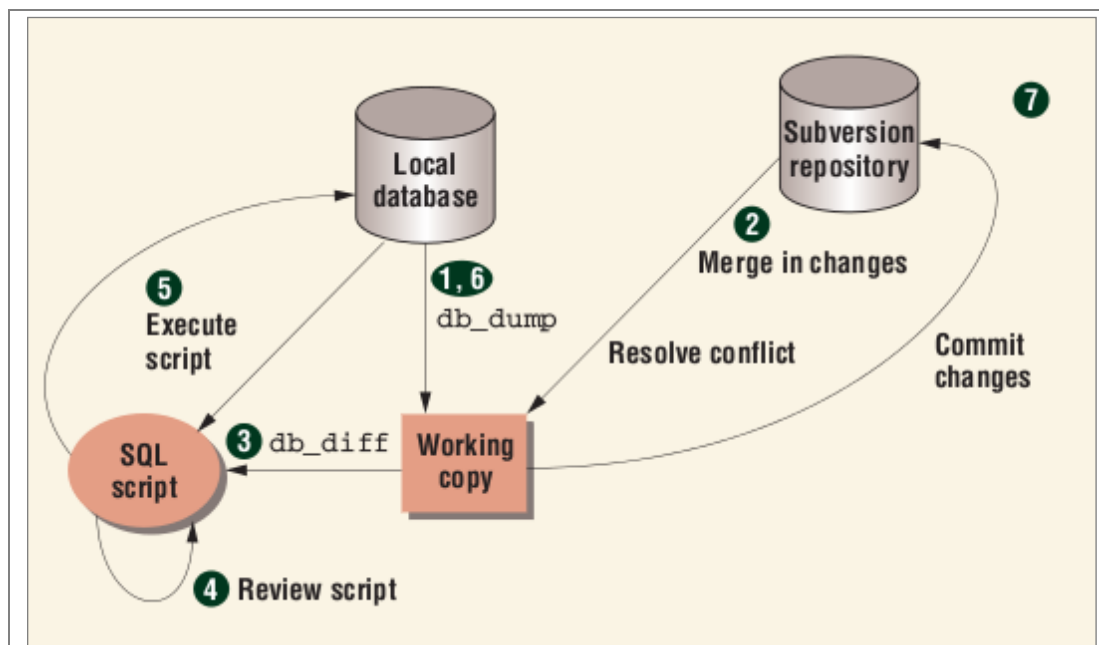 7
Subversion
repository
Local
database
2
Merge in changes
1, 6
db_dump
5
Execute
script
Resolve conflict
Commit
changes
3 db_diff
Working
copy
SQL
script
4 Review script